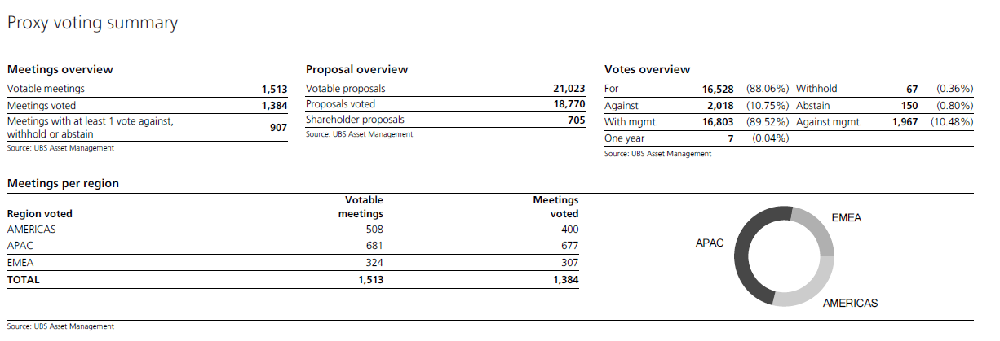 Proxy voting summary
Meetings overview
Votable meetings 1,513
Meetings voted 1,384
Meetings with at least 1 vote against,
withhold or abstain 907
Source: UBS Asset Management
Proposal overview
Votable proposals 21,023
Proposals voted 18,770
Shareholder proposals 705
Source: UBS Asset Management
Votes overview
For 16,528 (88.06%) Withhold 67 (0.36%)
Against 2,018 (10.75%) Abstain 150 (0.80%)
With mgmt. 16,803 (89.52%) Against mgmt. 1,967 (10.48%)
One year 7 (0.04%)
Source: UBS Asset Management
Meetings per region
Votable Meetings
Region voted meetings voted
AMERICAS 508 400
APAC 681 677
EMEA 324 307
TOTAL 1,513 1,384
EMEA
APAC
AMERICAS
Source: UBS Asset Management